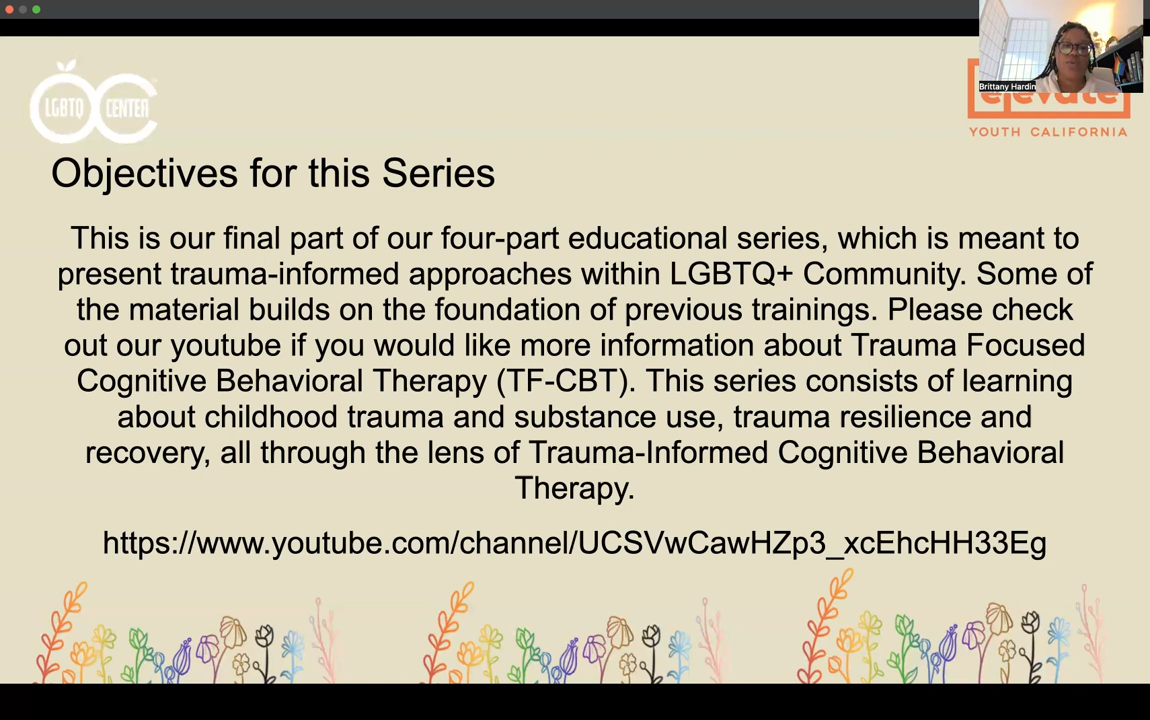 LGBTQ CENTER
Brittany Hardin
elevate
YOUTH CALIFORNIA
Objectives for this Series
This is our final part of our four-part educational series, which is meant to
present trauma-informed approaches within LGBTQ+ Community. Some of
the material builds on the foundation of previous trainings. Please check
out our youtube if you would like more information about Trauma Focused
Cognitive Behavioral Therapy (TF-CBT). This series consists of learning
about childhood trauma and substance use, trauma resilience and
recovery, all through the lens of Trauma-Informed Cognitive Behavioral
Therapy.
https://www.youtube.com/channel/UCSVwCawHZp3_xcEhcHH33Eg